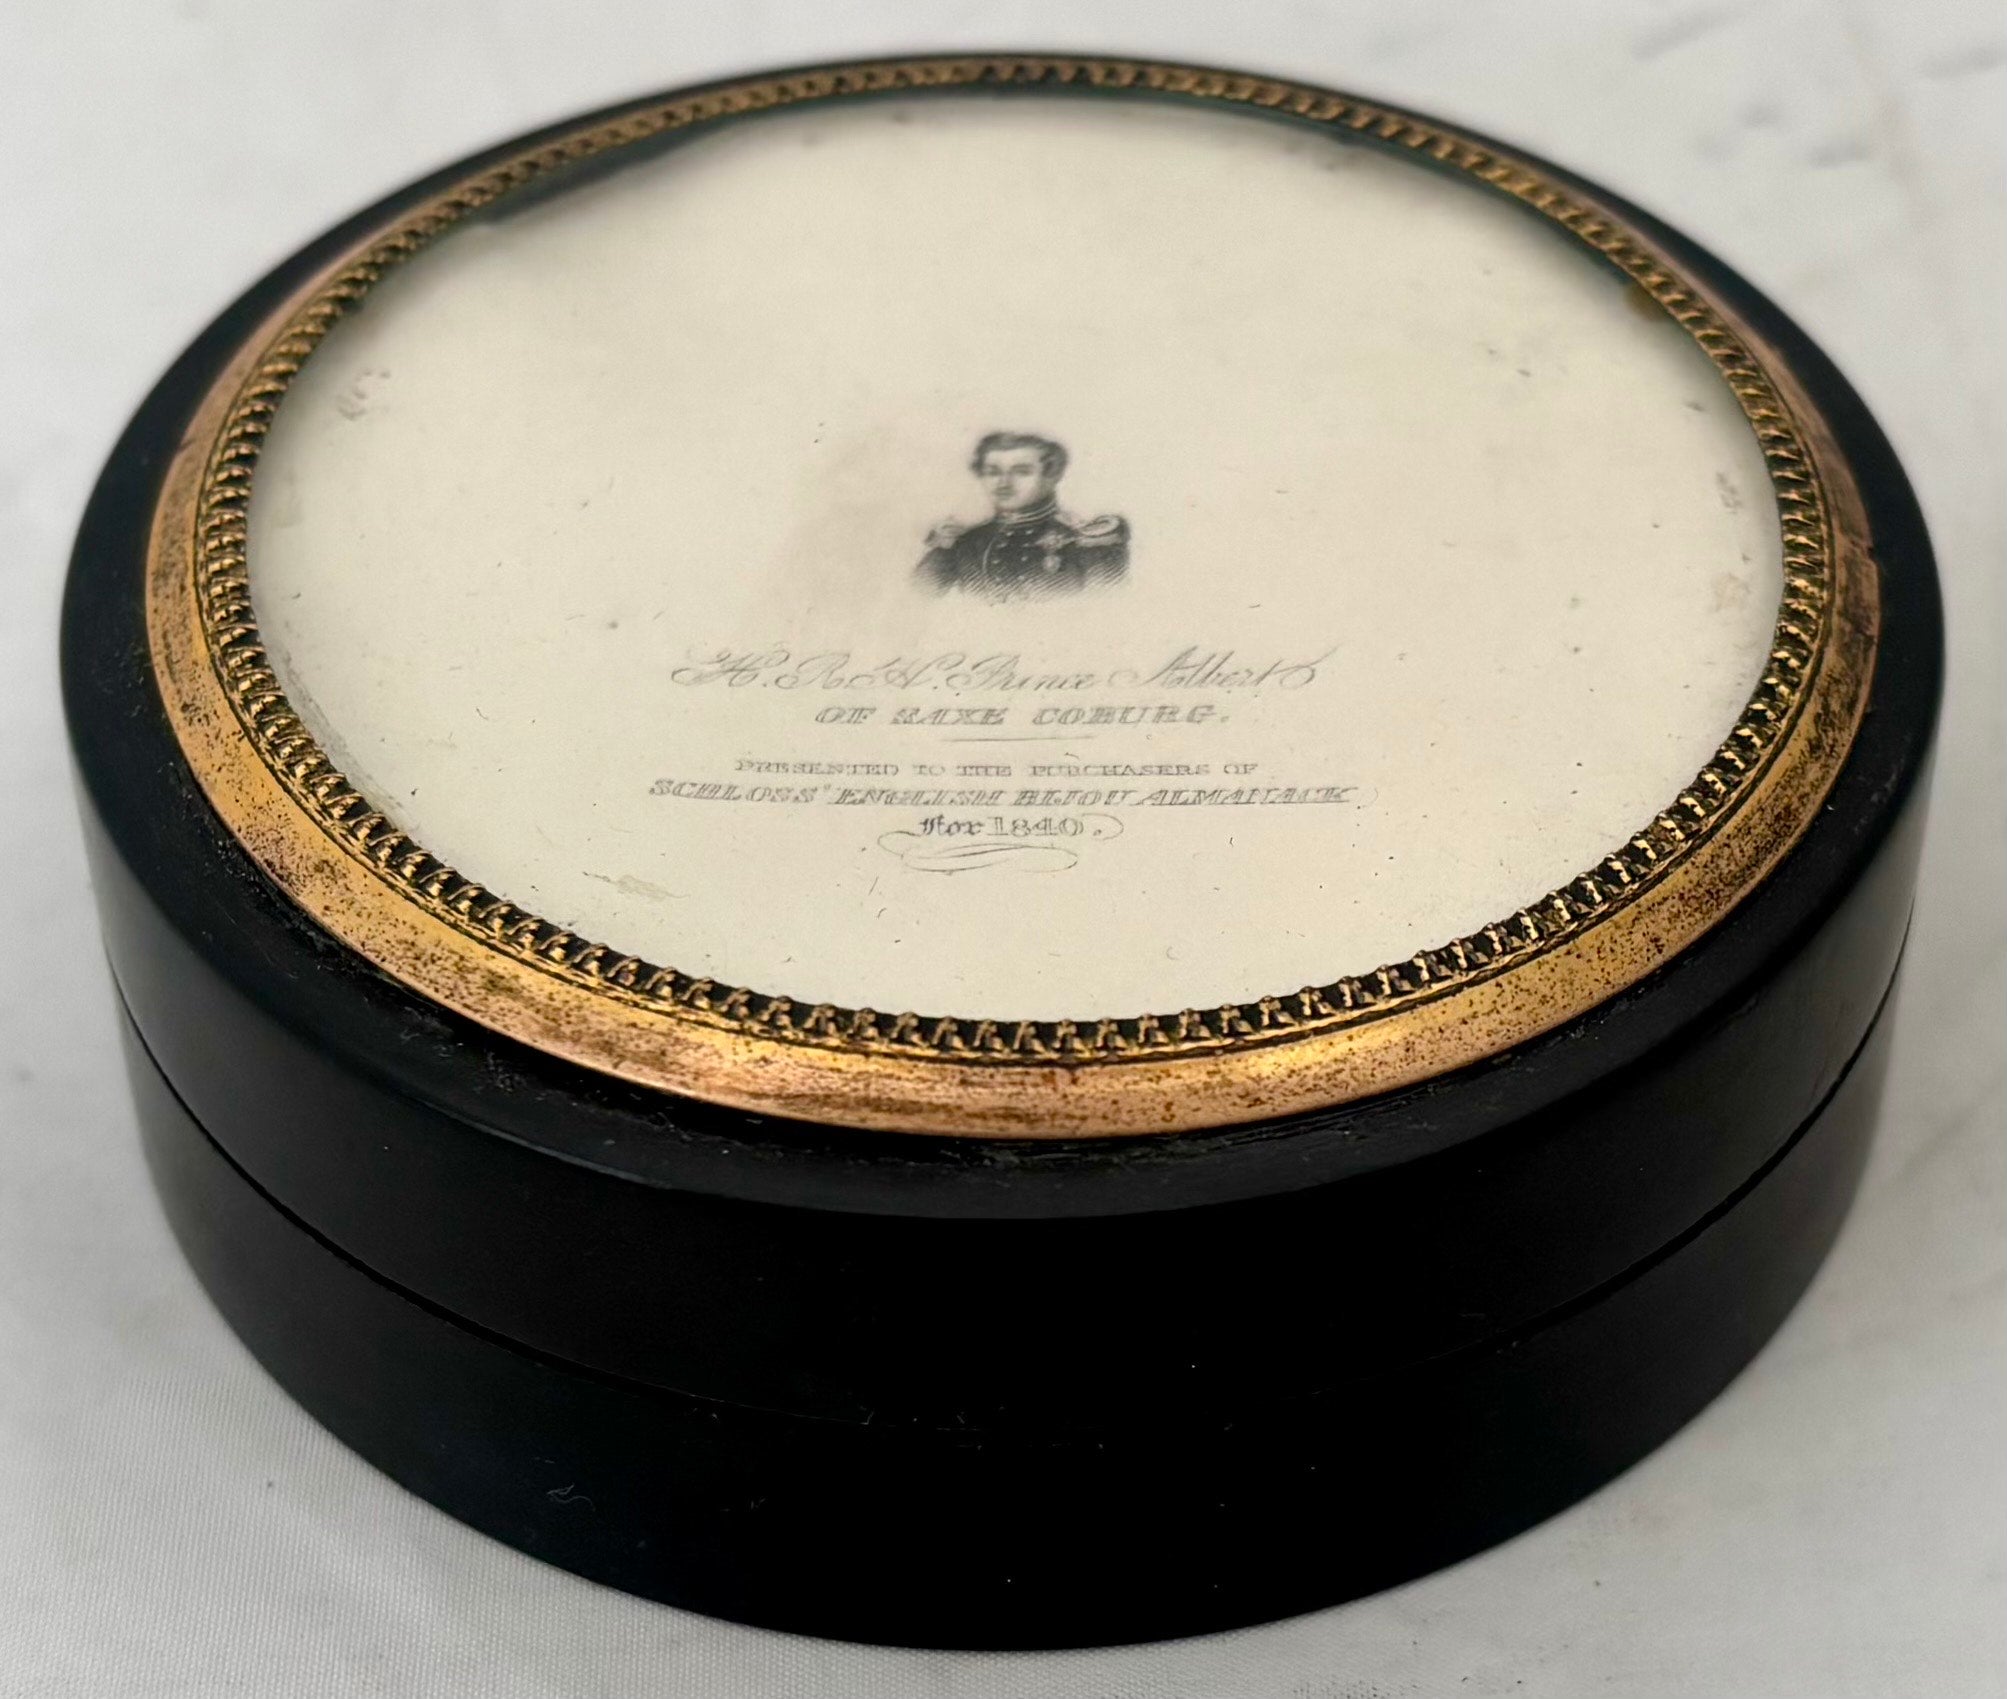 H.R.H. Prince Albert
OF SAXE COBURG.
PRESENTED TO THE PURCHASERS OF
SCHLOSS' ENGLISH BIJOU ALMANACK
For 1840.